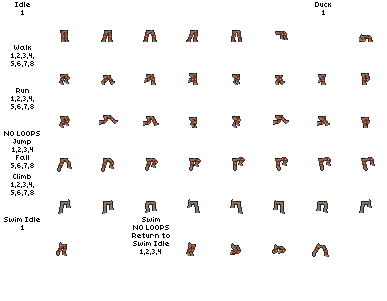 Idle
1
Duck
1
Walk
1,2,3,4,
5,6,7,8
Run
1,2,3,4,
5,6,7,8
NO LOOPS
Jump
1,2,3,4
Fall
5,6,7,8
Climb
1,2,3,4,
5,6,7,8
Swim Idle
1
Swim
NO LOOPS
Return to
Swim Idle
1,2,3,4